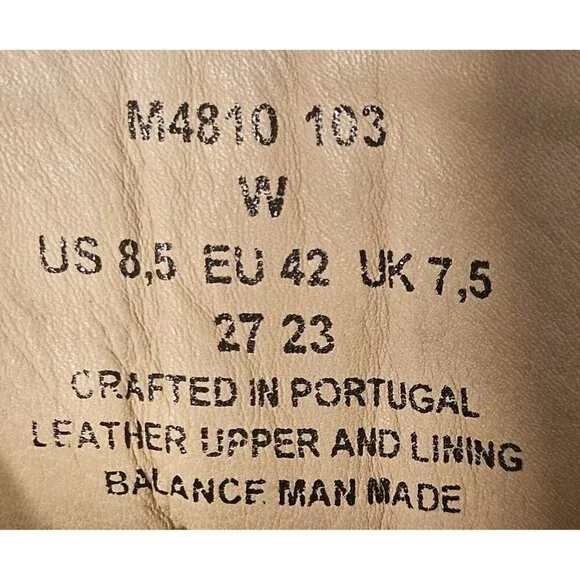 M4810 103
W
US 8,5 EU 42 UK 7,5
27 23
CRAFTED IN PORTUGAL
LEATHER UPPER AND LINING
BALANCE MAN MADE